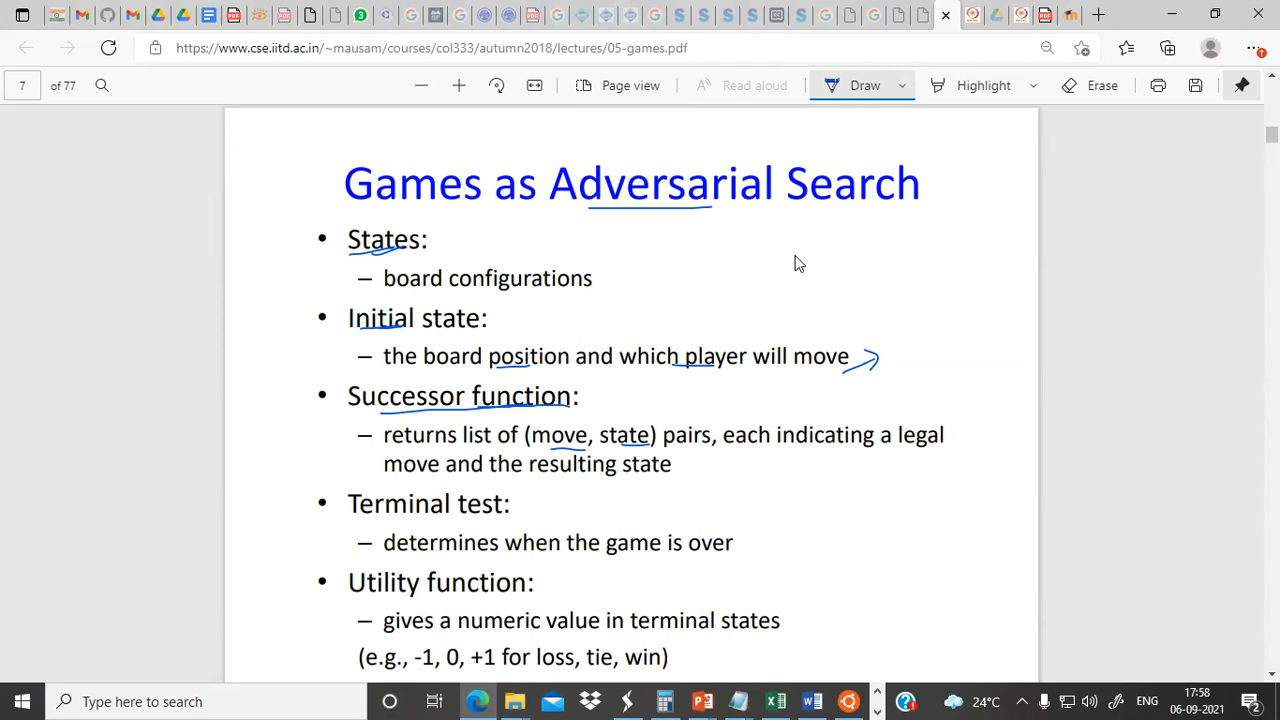 https://www.cse.iitd.ac.in/~mausam/courses/col333/autumn2018/lectures/05-games.pdf
7 of 77 Page view Read aloud Draw Highlight Erase
Games as Adversarial Search
• States:
– board configurations
• Initial state:
– the board position and which player will move
• Successor function:
– returns list of (move, state) pairs, each indicating a legal
move and the resulting state
• Terminal test:
– determines when the game is over
• Utility function:
– gives a numeric value in terminal states
(e.g., -1, 0, +1 for loss, tie, win)
Type here to search
24°C
ENG
17:58
06-09-2021
2